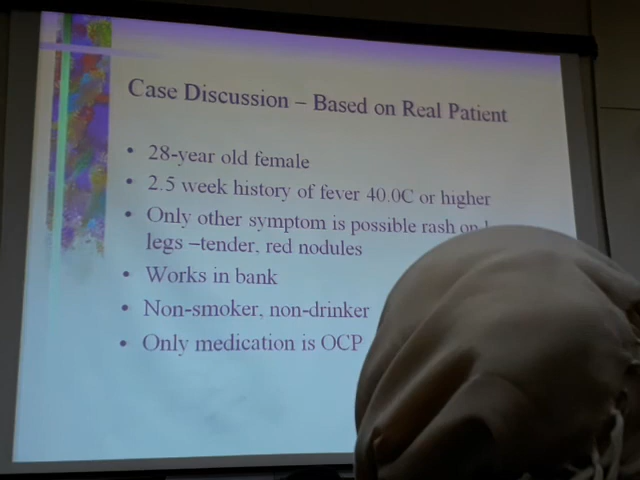 Case Discussion – Based on Real Patient
• 28-year old female
• 2.5 week history of fever 40.0C or higher
• Only other symptom is possible rash on
legs –tender, red nodules
• Works in bank
• Non-smoker, non-drinker
• Only medication is OCP